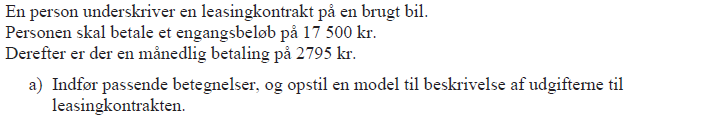 En person underskriver en leasingkontrakt på en brugt bil.
Personen skal betale et engangsbeløb på 17 500 kr.
Derefter er der en månedlig betaling på 2795 kr.
a) Indfør passende betegnelser, og opstil en model til beskrivelse af udgifterne til
leasingkontrakten.